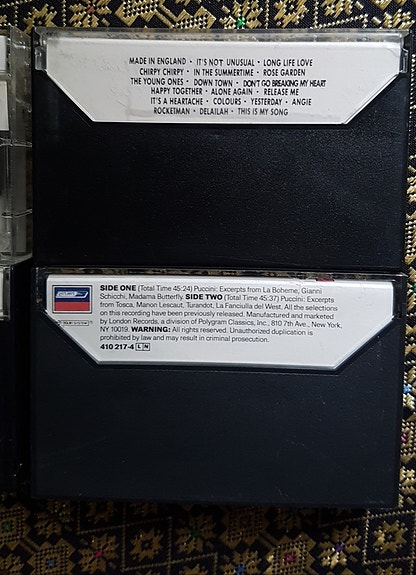 MADE IN ENGLAND • IT'S NOT UNUSUAL • LONG LIFE LOVE
CHIRPY CHIRPY • IN THE SUMMERTIME • ROSE GARDEN
THE YOUNG ONES • DOWN TOWN • DON'T GO BREAKING MY HEART
HAPPY TOGETHER • ALONE AGAIN • RELEASE ME
IT'S A HEARTACHE • COLOURS • YESTERDAY • ANGIE
ROCKETMAN • DELAILAH • THIS IS MY SONG
SIDE ONE (Total Time 45:24) Puccini: Excerpts from La Boheme, Gianni
Schicchi, Madama Butterfly. SIDE TWO (Total Time 45:37) Puccini: Excerpts
from Tosca, Manon Lescaut, Turandot, La Fanciulla del West. All the selections
on this recording have been previously released. Manufactured and marketed
by London Records, a division of Polygram Classics, Inc., 810 7th Ave., New York,
NY 10019. WARNING: All rights reserved. Unauthorized duplication is
prohibited by law and may result in criminal prosecution.
410 217-4 L N
DOLBY SYSTEM